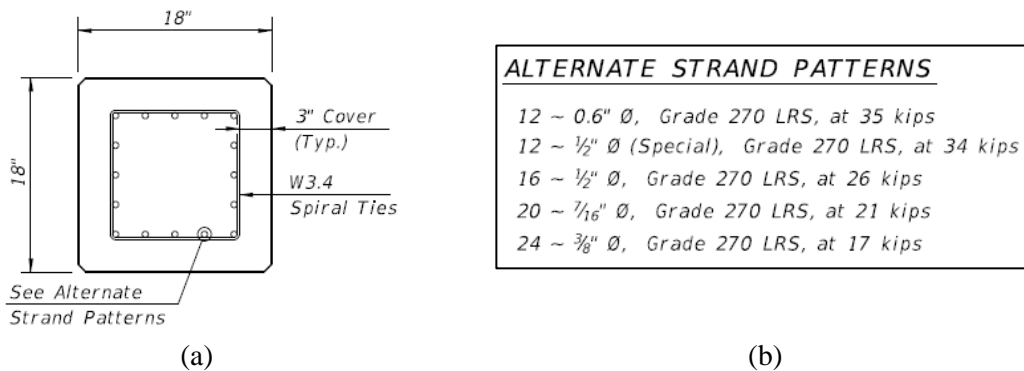 18"
18"
3" Cover
(Typ.)
W3.4
Spiral Ties
See Alternate
Strand Patterns
(a)
ALTERNATE STRAND PATTERNS
12 ~ 0.6" Ø, Grade 270 LRS, at 35 kips
12 ~ ½" Ø (Special), Grade 270 LRS, at 34 kips
16 ~ ½" Ø, Grade 270 LRS, at 26 kips
20 ~ 7/16" Ø, Grade 270 LRS, at 21 kips
24 ~ ⅜" Ø, Grade 270 LRS, at 17 kips
(b)